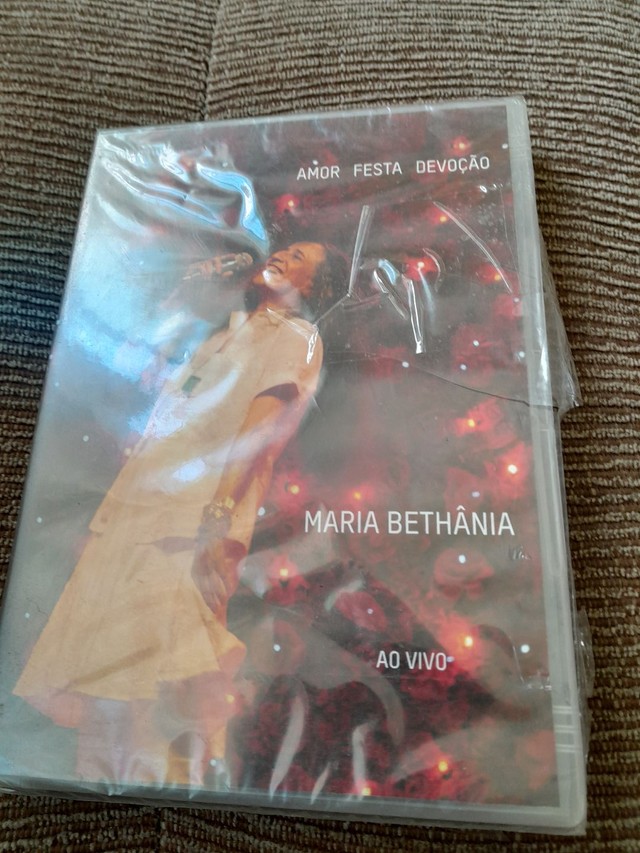 AMOR FESTA DEVOÇÃO
MARIA BETHÂNIA
AO VIVO